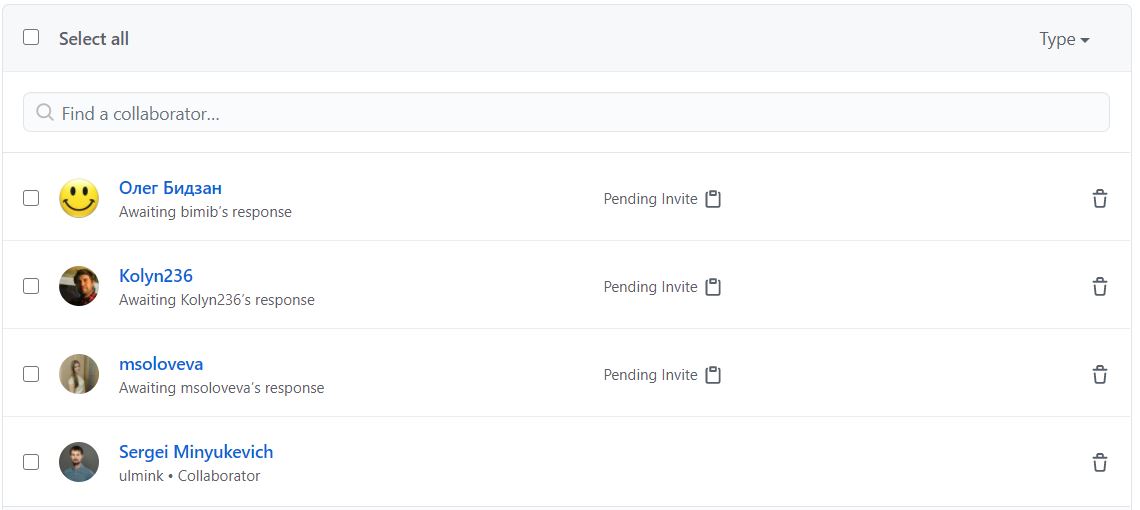 Select all
Type
Find a collaborator...
Олег Бидзан
Awaiting bimib's response
Pending Invite
Kolyn236
Awaiting Kolyn236's response
Pending Invite
msoloveva
Awaiting msoloveva's response
Pending Invite
Sergei Minyukevich
ulmink • Collaborator